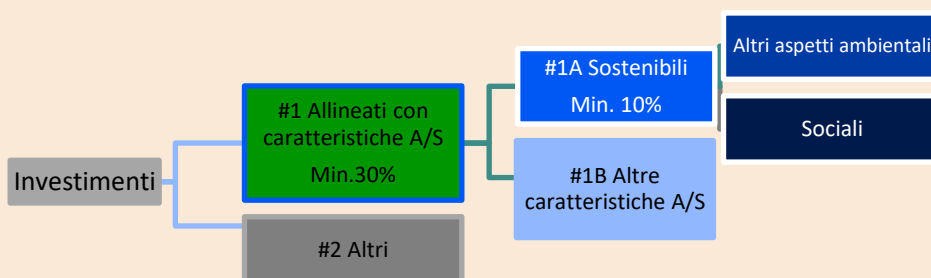 Investimenti
#1 Allineati con
caratteristiche A/S
Min.30%
#2 Altri
#1A Sostenibili
Min. 10%
#1B Altre
caratteristiche A/S
Altri aspetti ambientali
Sociali